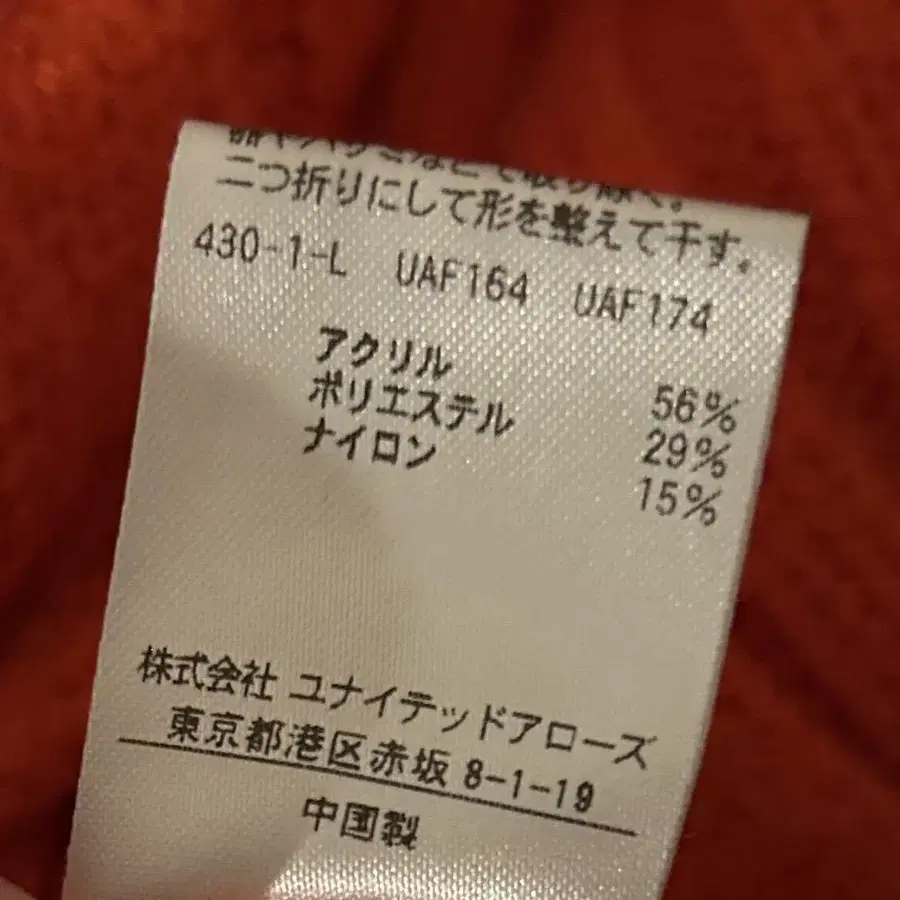 二つ折りにして形を整えて干す。
430-1-L UAF164 UAF174
アクリル 56%
ポリエステル 29%
ナイロン 15%
株式会社 ユナイテッドアローズ
東京都港区赤坂 8-1-19
中国製